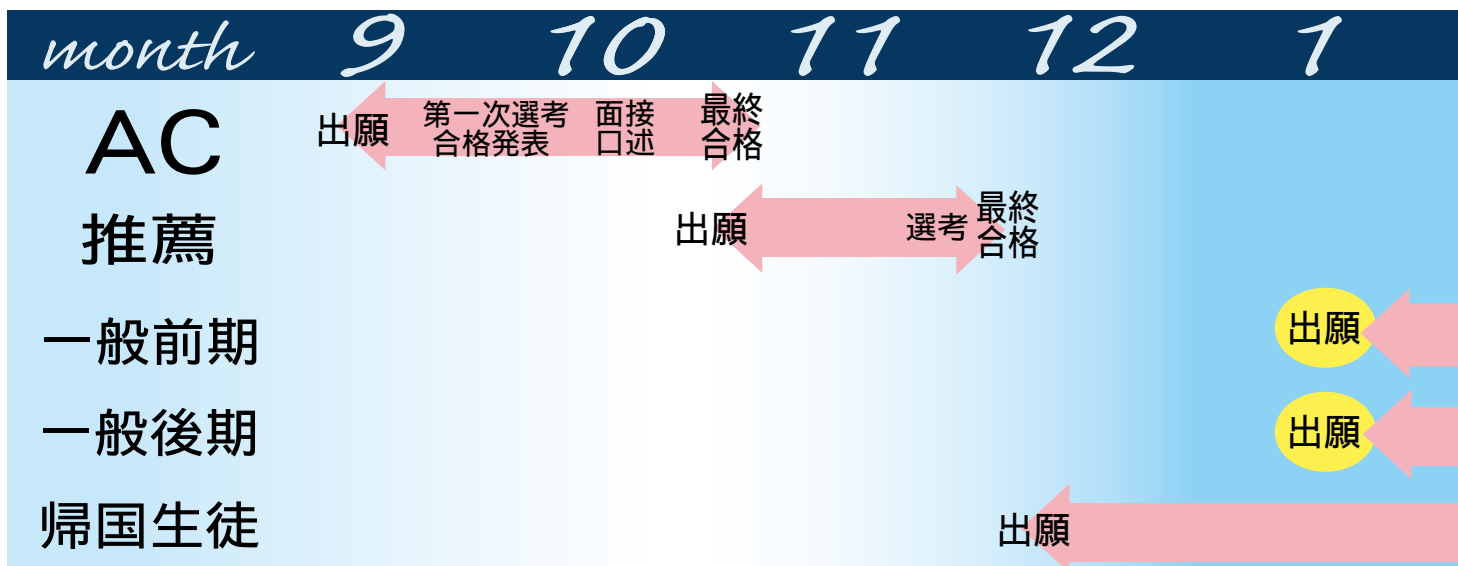 month 9 10 11 12 1
AC 出願 第一次選考 面接 最終
合格発表 口述 合格
推薦 出願 選考 最終
合格
一般前期 出願
一般後期 出願
帰国生徒 出願